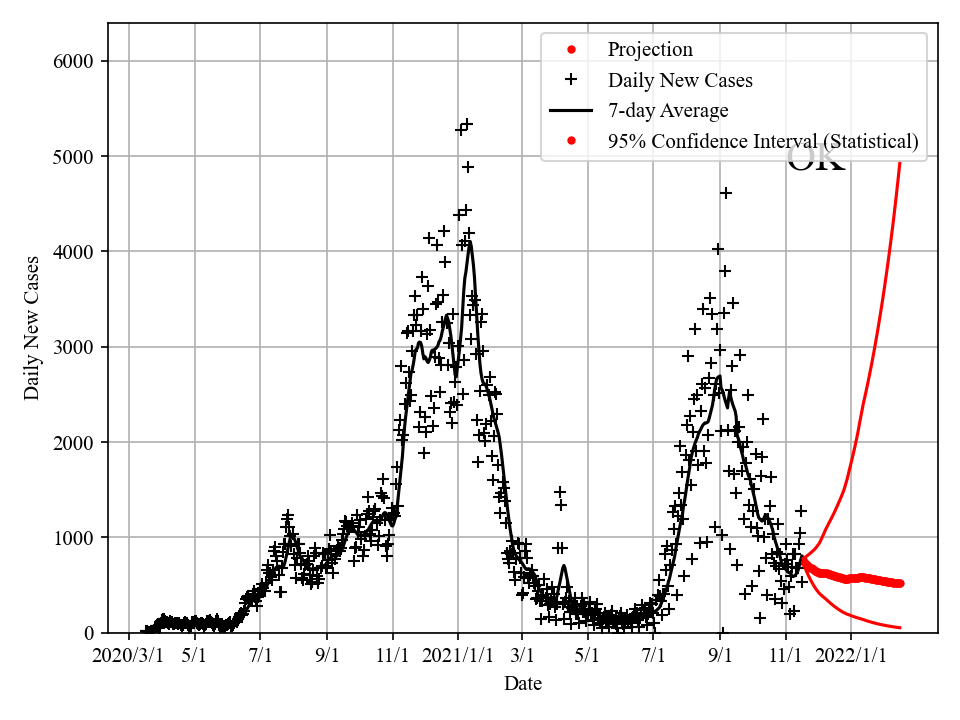 6000
5000
4000
3000
2000
1000
0
Daily New Cases
Projection
Daily New Cases
7-day Average
95% Confidence Interval (Statistical)
OK
2020/3/1 5/1 7/1 9/1 11/1 2021/1/1 3/1 5/1 7/1 9/1 11/1 2022/1/1
Date